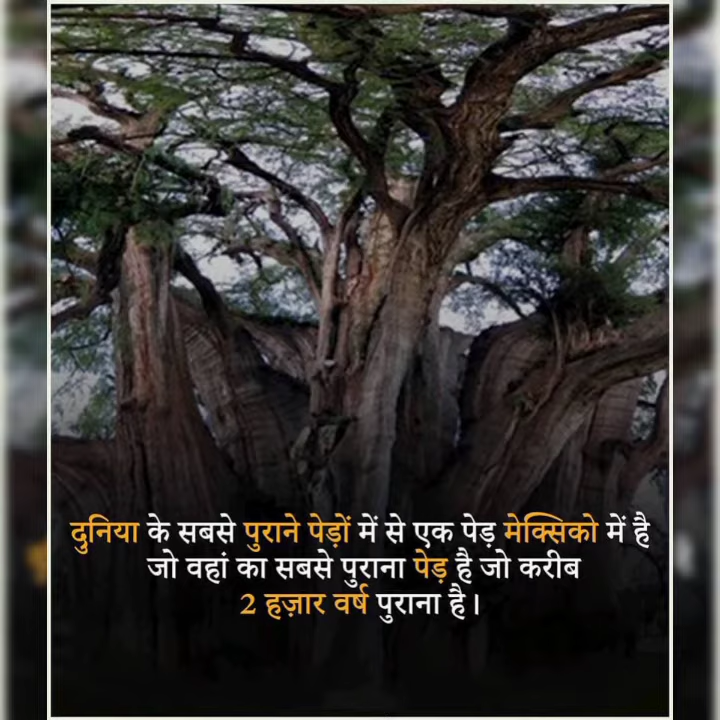 दुनिया के सबसे पुराने पेड़ों में से एक पेड़ मेक्सिको में है
जो वहां का सबसे पुराना पेड़ है जो करीब
2 हज़ार वर्ष पुराना है।